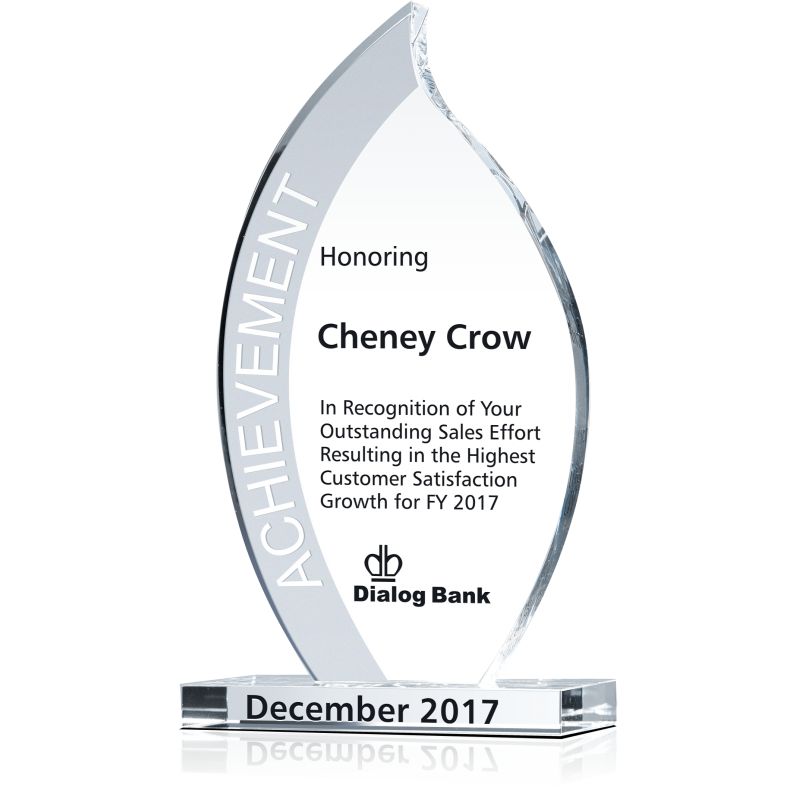 ACHIEVEMENT
Honoring
Cheney Crow
In Recognition of Your
Outstanding Sales Effort
Resulting in the Highest
Customer Satisfaction
Growth for FY 2017
db
Dialog Bank
December 2017